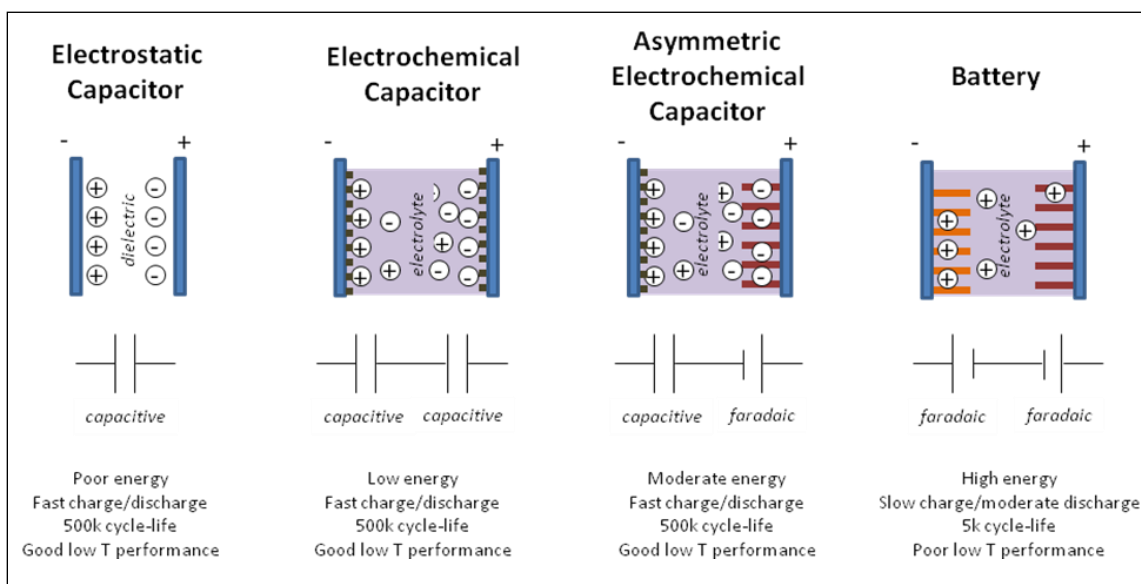 Electrostatic
Capacitor
- +
+ -
+ -
+ -
+ -
dielectric
capacitive
Poor energy
Fast charge/discharge
500k cycle-life
Good low T performance
Electrochemical
Capacitor
- +
electrolyte
capacitive capacitive
Low energy
Fast charge/discharge
500k cycle-life
Good low T performance
Asymmetric
Electrochemical
Capacitor
- +
electrolyte
capacitive faradaic
Moderate energy
Fast charge/discharge
500k cycle-life
Good low T performance
Battery
- +
electrolyte
faradaic faradaic
High energy
Slow charge/moderate discharge
5k cycle-life
Poor low T performance